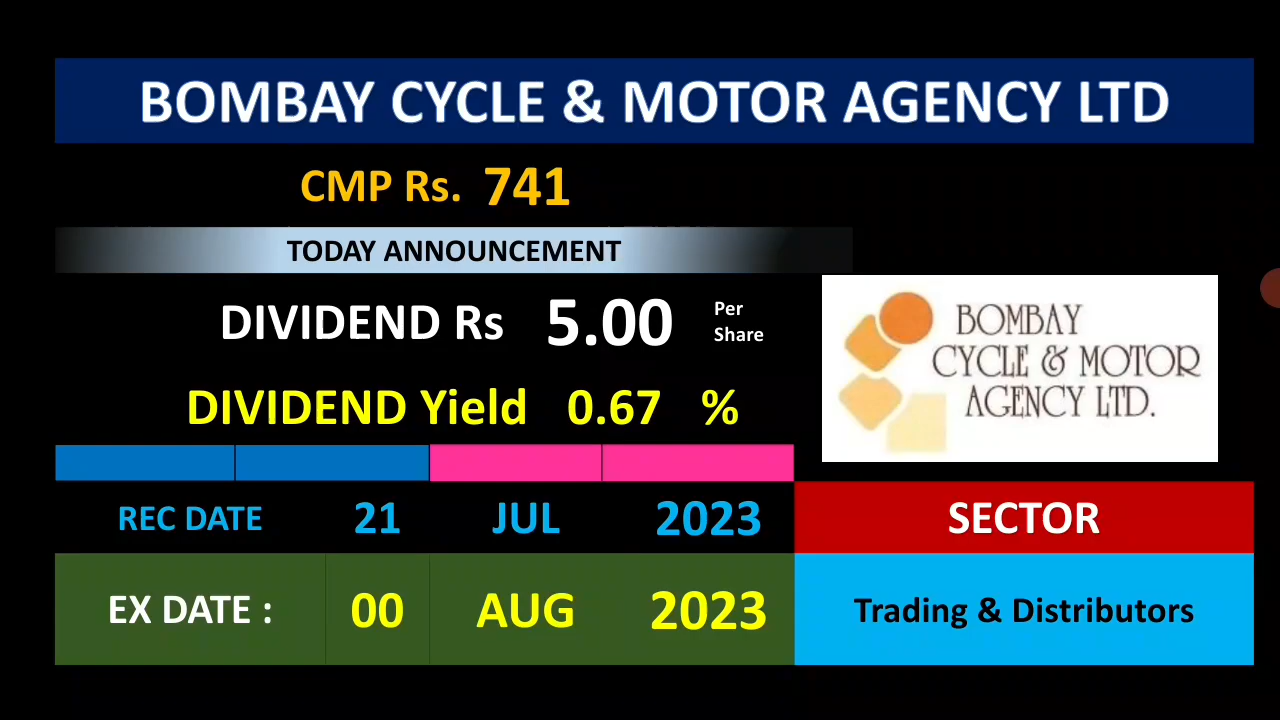 BOMBAY CYCLE & MOTOR AGENCY LTD
CMP Rs. 741
TODAY ANNOUNCEMENT
DIVIDEND Rs 5.00 Per Share
DIVIDEND Yield 0.67 %
BOMBAY
CYCLE & MOTOR
AGENCY LTD.
REC DATE 21 JUL 2023
SECTOR
EX DATE : 00 AUG 2023
Trading & Distributors